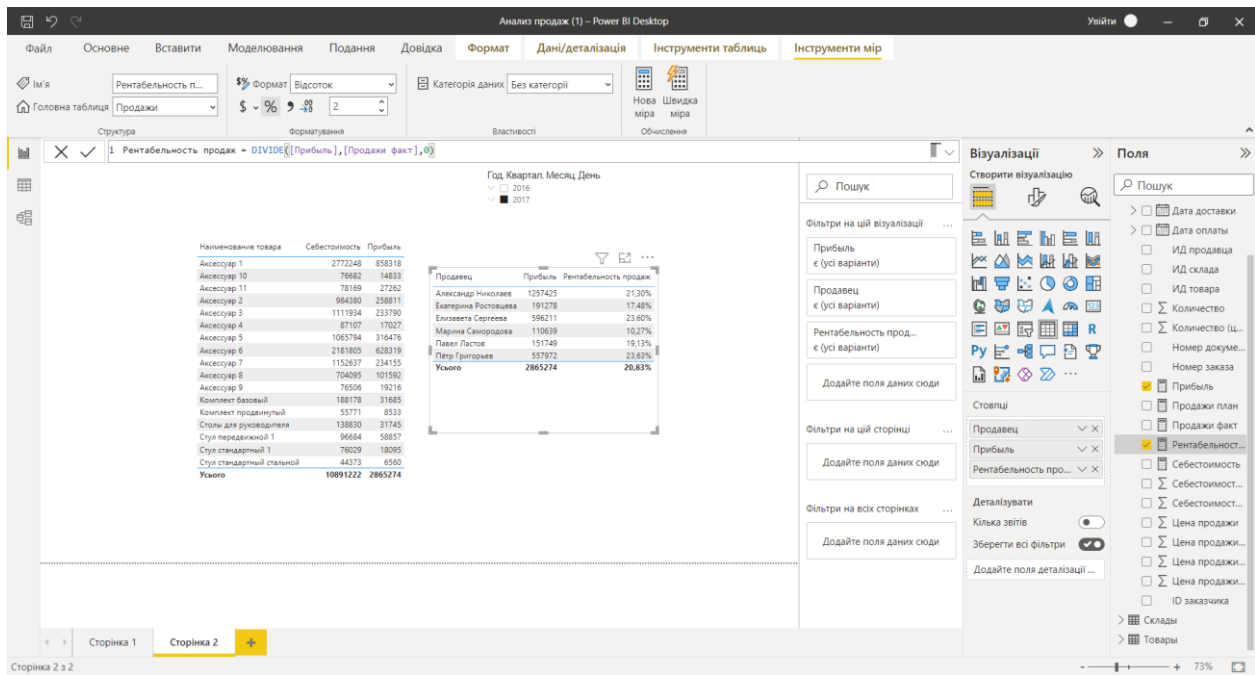 Анализ продаж (1) – Power BI Desktop
Увійти
Файл Основне Вставити Моделювання Подання Довідка Формат Дані/деталізація Інструменти таблиць Інструменти мір
Ім'я Рентабельность п... $% Формат Відсоток Категорія даних Без категорії
Головна таблиця Продажи $ % 9 2 Нова міра Швидка міра
Структура Форматування Властивості Обчислення
1 Рентабельность продаж = DIVIDE([Прибыль],[Продажи факт],0)
Год, Квартал, Месяц, День
2016
2017
Наименование товара Себестоимость Прибыль
Аксессуар 1 2772248 858318
Аксессуар 10 76682 14833
Аксессуар 11 78169 27262
Аксессуар 2 984380 258811
Аксессуар 3 1111934 233790
Аксессуар 4 87107 17027
Аксессуар 5 1065794 316476
Аксессуар 6 2181805 628319
Аксессуар 7 1152637 234155
Аксессуар 8 704095 101592
Аксессуар 9 76506 19216
Комплект базовый 188178 31685
Комплект продвинутый 55771 8533
Столы для руководителя 138830 31745
Стул передвижной 1 96684 58857
Стул стандартный 1 76029 18095
Стул стандартный стальной 44373 6560
Усього 10891222 2865274
Продавец Прибыль Рентабельность продаж
Александр Николаев 1257425 21,30%
Екатерина Ростовцева 191278 17,48%
Елизавета Сергеева 596211 23,60%
Марина Самородова 110639 10,27%
Павел Ластов 151749 19,13%
Пётр Григорьев 557972 23,63%
Усього 2865274 20,83%
Пошук
Фільтри на цій візуалізації ...
Прибыль
є (усі варіанти)
Продавец
є (усі варіанти)
Рентабельность прод...
є (усі варіанти)
Додайте поля даних сюди
Фільтри на цій сторінці ...
Додайте поля даних сюди
Фільтри на всіх сторінках ...
Додайте поля даних сюди
Візуалізації
Створити візуалізацію
R
Py
...
Стовпці
Продавец
Прибыль
Рентабельность про...
Деталізувати
Кілька звітів
Зберегти всі фільтри
Додайте поля деталізації ...
Поля
Пошук
Дата доставки
Дата оплаты
ИД продавца
ИД склада
ИД товара
Количество
Количество (ц...
Номер докуме...
Номер заказа
Прибыль
Продажи план
Продажи факт
Рентабельност...
Себестоимость
Себестоимост...
Себестоимост...
Цена продажи
Цена продажи...
Цена продажи...
Цена продажи...
ID заказчика
Склады
Товары
Сторінка 1 Сторінка 2 +
Сторінка 2 з 2
- + 73%